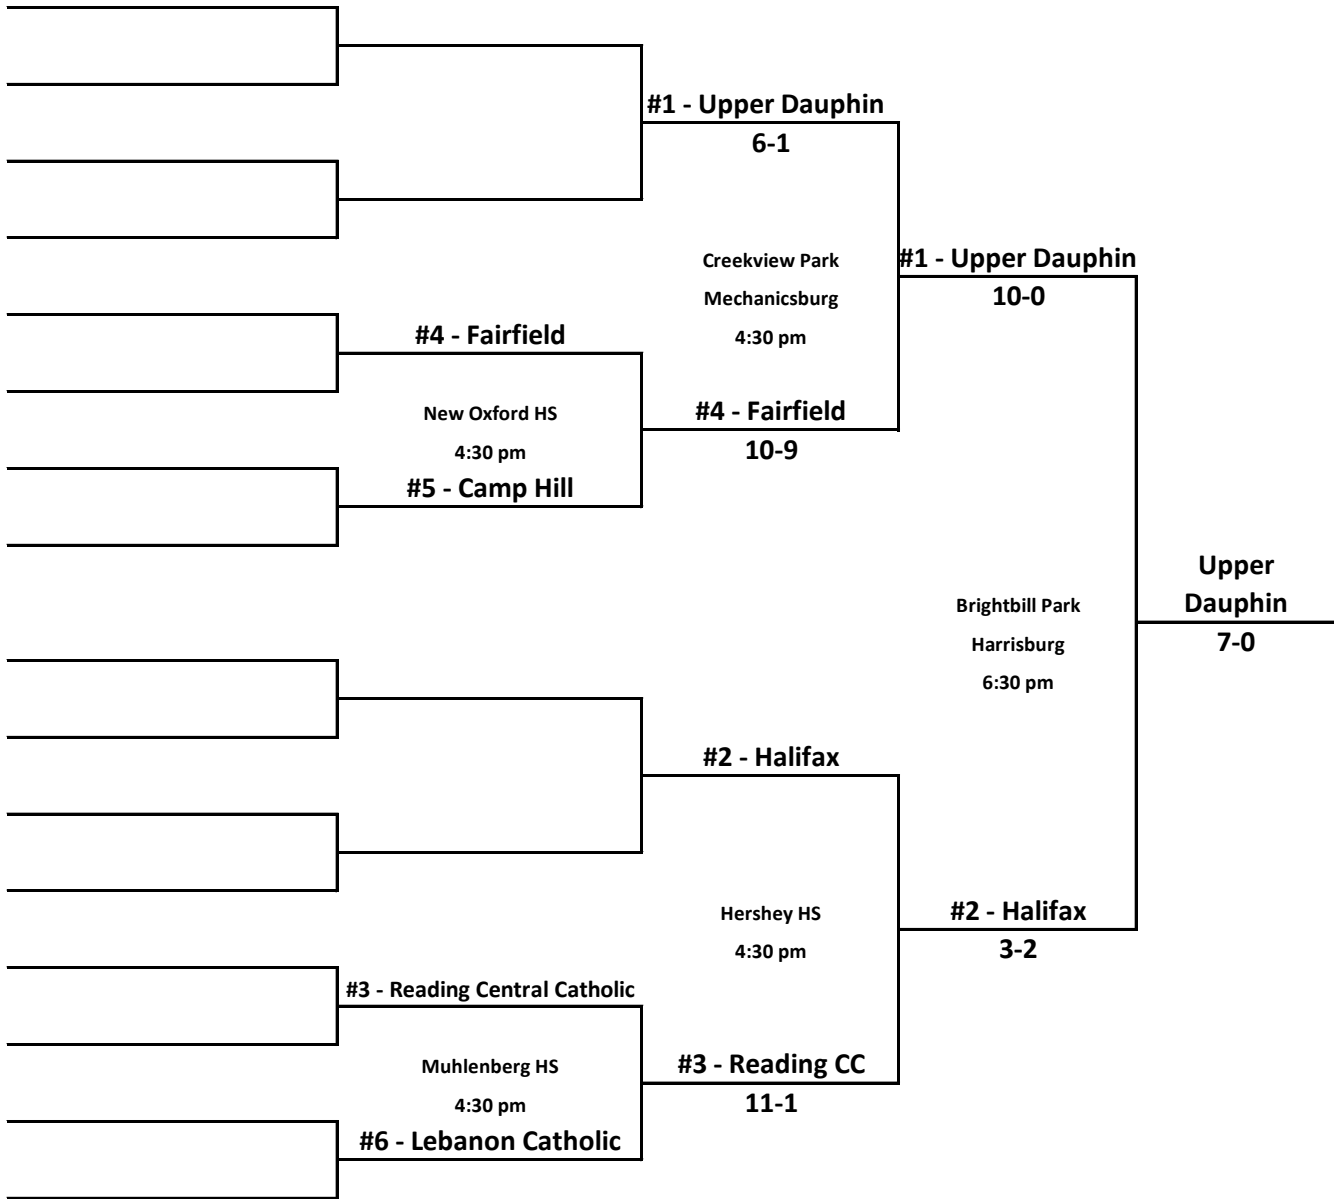 #1 - Upper Dauphin
6-1
Creekview Park
Mechanicsburg
4:30 pm
#1 - Upper Dauphin
10-0
#4 - Fairfield
New Oxford HS
4:30 pm
#5 - Camp Hill
#4 - Fairfield
10-9
Upper
Dauphin
7-0
Brightbill Park
Harrisburg
6:30 pm
#2 - Halifax
Hershey HS
4:30 pm
#2 - Halifax
3-2
#3 - Reading Central Catholic
Muhlenberg HS
4:30 pm
#6 - Lebanon Catholic
#3 - Reading CC
11-1